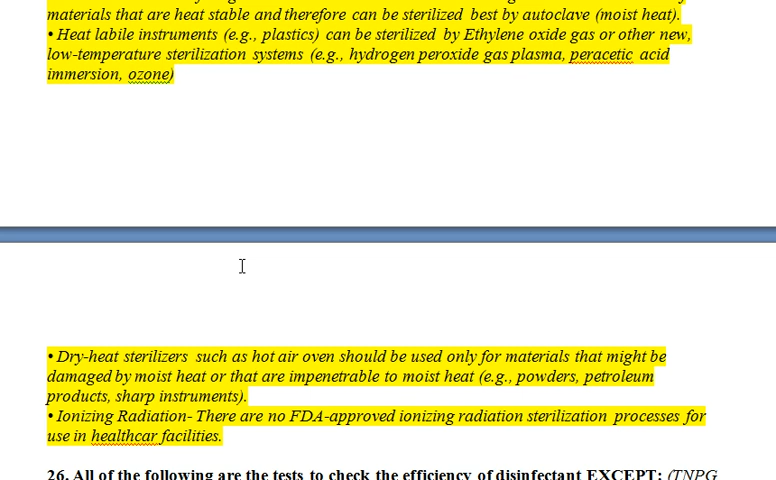 materials that are heat stable and therefore can be sterilized best by autoclave (moist heat).
• Heat labile instruments (e.g., plastics) can be sterilized by Ethylene oxide gas or other new,
low-temperature sterilization systems (e.g., hydrogen peroxide gas plasma, peracetic acid
immersion, ozone)
• Dry-heat sterilizers such as hot air oven should be used only for materials that might be
damaged by moist heat or that are impenetrable to moist heat (e.g., powders, petroleum
products, sharp instruments).
• Ionizing Radiation- There are no FDA-approved ionizing radiation sterilization processes for
use in healthcar facilities.
26. All of the following are the tests to check the efficiency of disinfectant EXCEPT: (TNPG